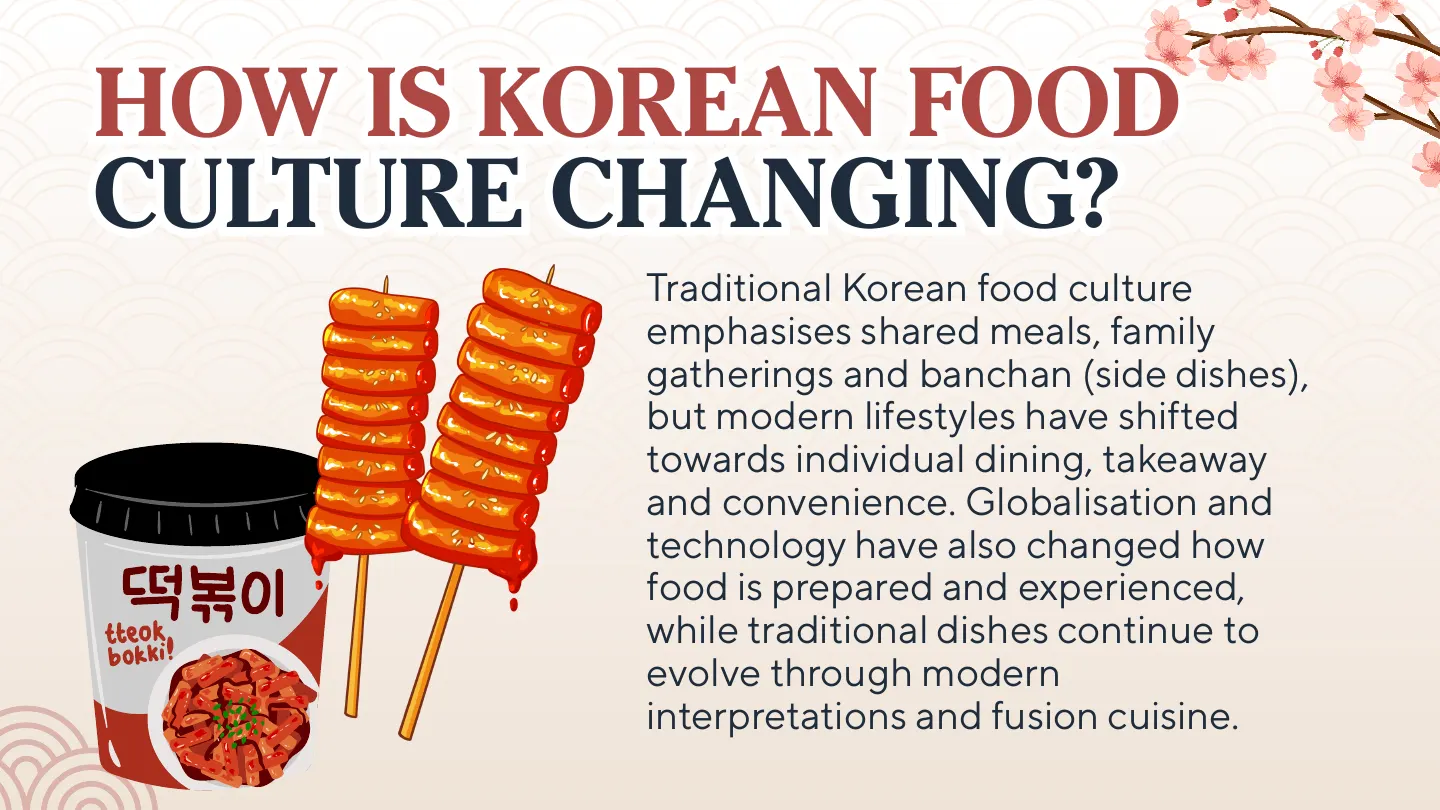 HOW IS KOREAN FOOD
CULTURE CHANGING?
Traditional Korean food culture
emphasises shared meals, family
gatherings and banchan (side dishes),
but modern lifestyles have shifted
towards individual dining, takeaway
and convenience. Globalisation and
technology have also changed how
food is prepared and experienced,
while traditional dishes continue to
evolve through modern
interpretations and fusion cuisine.
떡볶이
tteok
bokki!